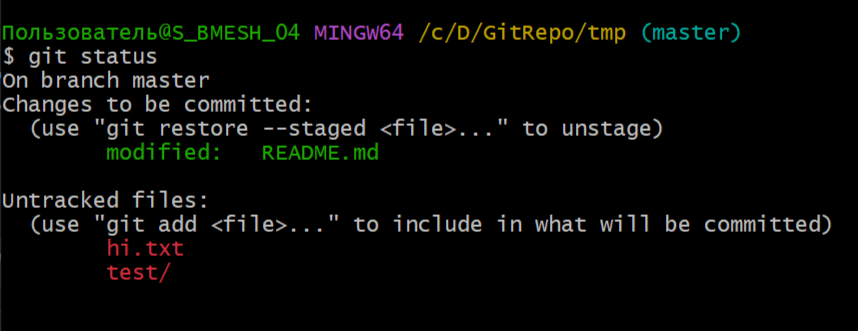 Пользователь@S_BMESH_04 MINGW64 /c/D/GitRepo/tmp (master)
$ git status
On branch master
Changes to be committed:
  (use "git restore --staged <file>..." to unstage)
        modified:   README.md

Untracked files:
  (use "git add <file>..." to include in what will be committed)
        hi.txt
        test/